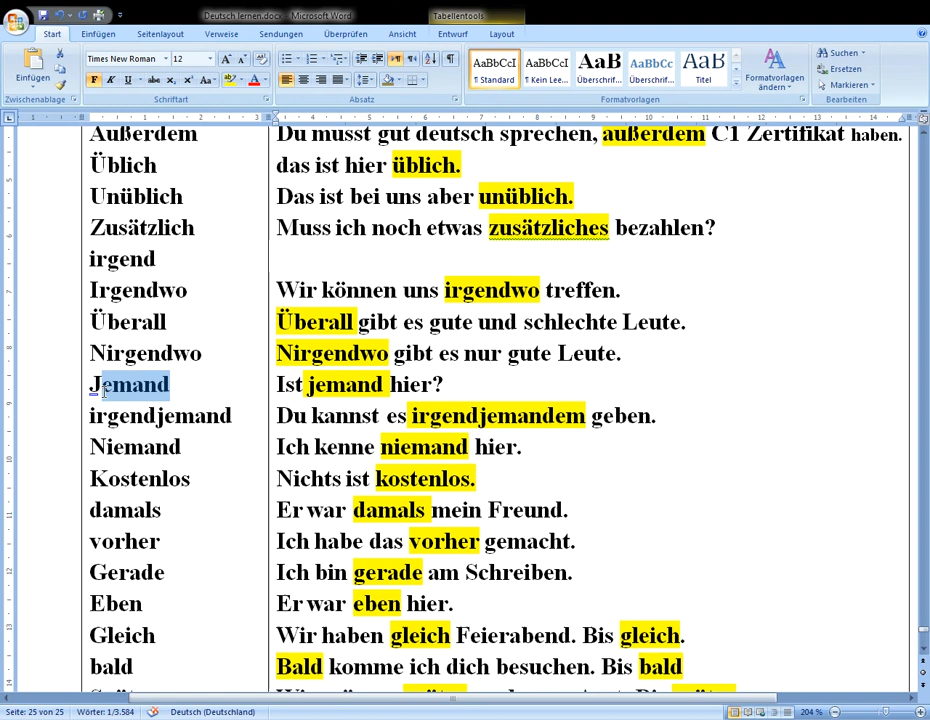 Deutsch lernen.docx - Microsoft Word
Tabellentools
Start Einfügen Seitenlayout Verweise Sendungen Überprüfen Ansicht Entwurf Layout
Einfügen
Times New Roman 12
F K U abe x₂ x² Aa
AaBbCcI AaBbCcI AaBbC AaBbCc AaBbC
¶ Standard ¶ Kein Lee... Überschrif... Überschrif... Titel
Formatvorlagen ändern
Suchen
Ersetzen
Markieren
Zwischenablage Schriftart Absatz Formatvorlagen Bearbeiten
Außerdem Du musst gut deutsch sprechen, außerdem C1 Zertifikat haben.
Üblich das ist hier üblich.
Unüblich Das ist bei uns aber unüblich.
Zusätzlich Muss ich noch etwas zusätzliches bezahlen?
irgend
Irgendwo Wir können uns irgendwo treffen.
Überall Überall gibt es gute und schlechte Leute.
Nirgendwo Nirgendwo gibt es nur gute Leute.
Jemand Ist jemand hier?
irgendjemand Du kannst es irgendjemandem geben.
Niemand Ich kenne niemand hier.
Kostenlos Nichts ist kostenlos.
damals Er war damals mein Freund.
vorher Ich habe das vorher gemacht.
Gerade Ich bin gerade am Schreiben.
Eben Er war eben hier.
Gleich Wir haben gleich Feierabend. Bis gleich.
bald Bald komme ich dich besuchen. Bis bald
Seite: 25 von 25 Wörter: 1/3.584 Deutsch (Deutschland) 204 %